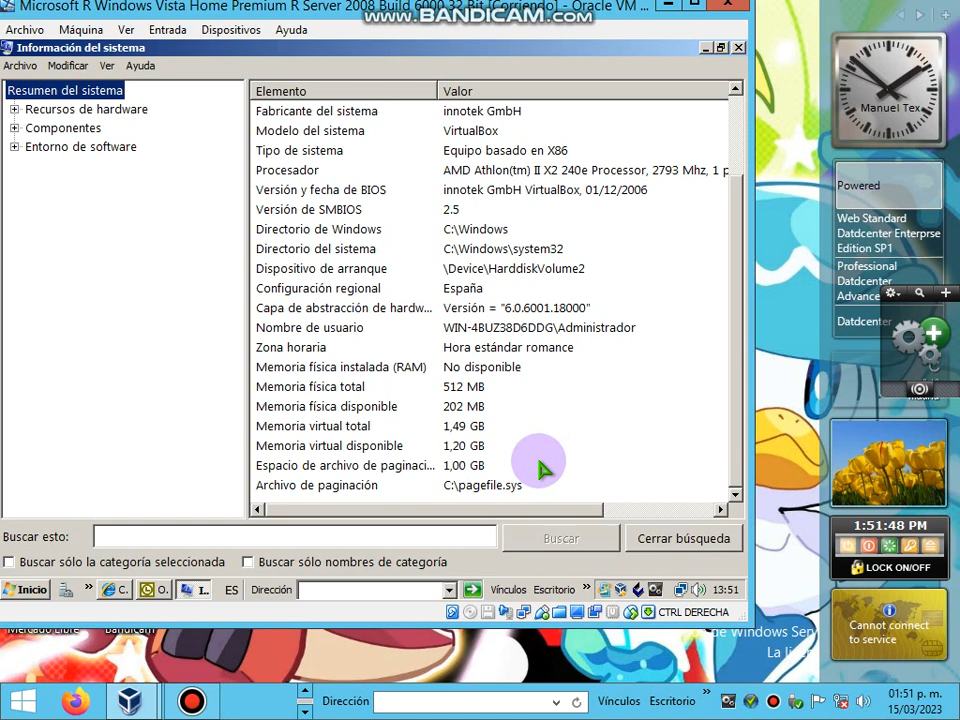 Microsoft R Windows Vista Home Premium R Server 2008 Build 6000 32 Bit [Corriendo] - Oracle VM ...
www.BANDICAM.com
Archivo Máquina Ver Entrada Dispositivos Ayuda
Información del sistema
Archivo Modificar Ver Ayuda
Resumen del sistema
Recursos de hardware
Componentes
Entorno de software
Elemento Valor
Fabricante del sistema innotek GmbH
Modelo del sistema VirtualBox
Tipo de sistema Equipo basado en X86
Procesador AMD Athlon(tm) II X2 240e Processor, 2793 Mhz, 1 p
Versión y fecha de BIOS innotek GmbH VirtualBox, 01/12/2006
Versión de SMBIOS 2.5
Directorio de Windows C:\Windows
Directorio del sistema C:\Windows\system32
Dispositivo de arranque \Device\HarddiskVolume2
Configuración regional España
Capa de abstracción de hardw... Versión = "6.0.6001.18000"
Nombre de usuario WIN-4BUZ38D6DDG\Administrador
Zona horaria Hora estándar romance
Memoria física instalada (RAM) No disponible
Memoria física total 512 MB
Memoria física disponible 202 MB
Memoria virtual total 1,49 GB
Memoria virtual disponible 1,20 GB
Espacio de archivo de paginaci... 1,00 GB
Archivo de paginación C:\pagefile.sys
Buscar esto: Buscar Cerrar búsqueda
Buscar sólo la categoría seleccionada Buscar sólo nombres de categoría
Inicio » C. O. I.. ES Dirección Vínculos Escritorio » 13:51
CTRL DERECHA
Manuel Tex
Powered
Web Standard
Datdcenter Enterprse
Edition SP1
Professional
Datdcenter
Advance
Datdcenter
1:51:48 PM
LOCK ON/OFF
Cannot connect
to service
Mercado Libre Bandicam
de Windows Ser
La lice
Dirección Vínculos Escritorio » 01:51 p. m.
15/03/2023